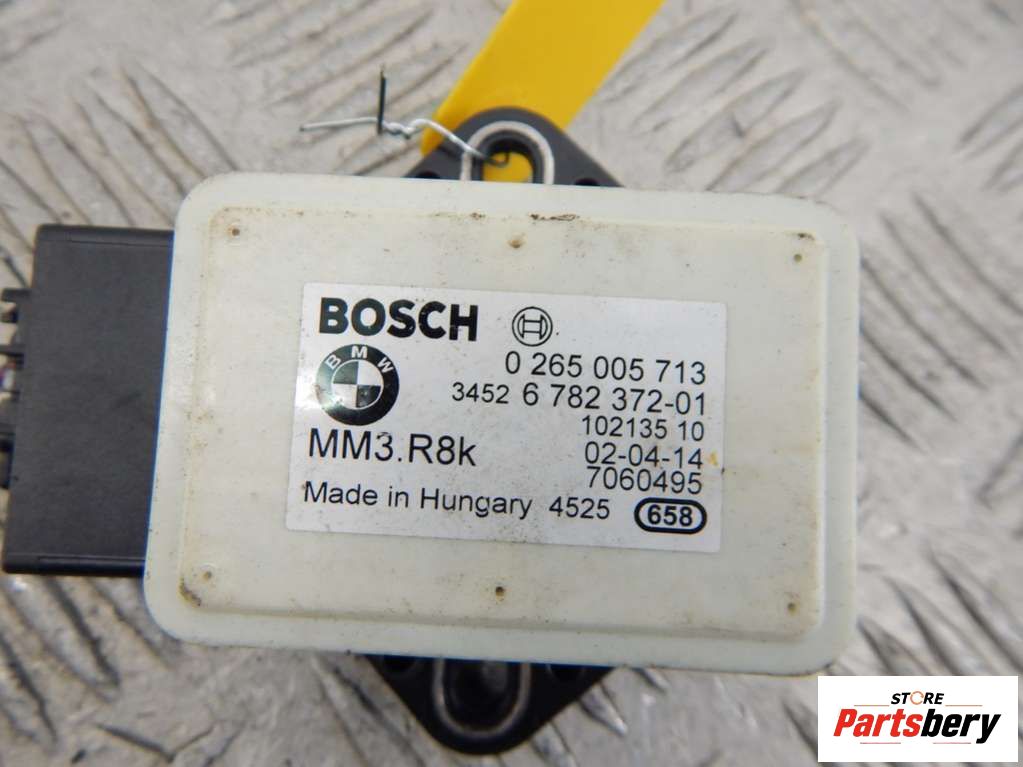 BOSCH
0 265 005 713
BMW
3452 6 782 372-01
102135 10
MM3.R8k
02-04-14
7060495
Made in Hungary 4525 658
STORE
Partsbery